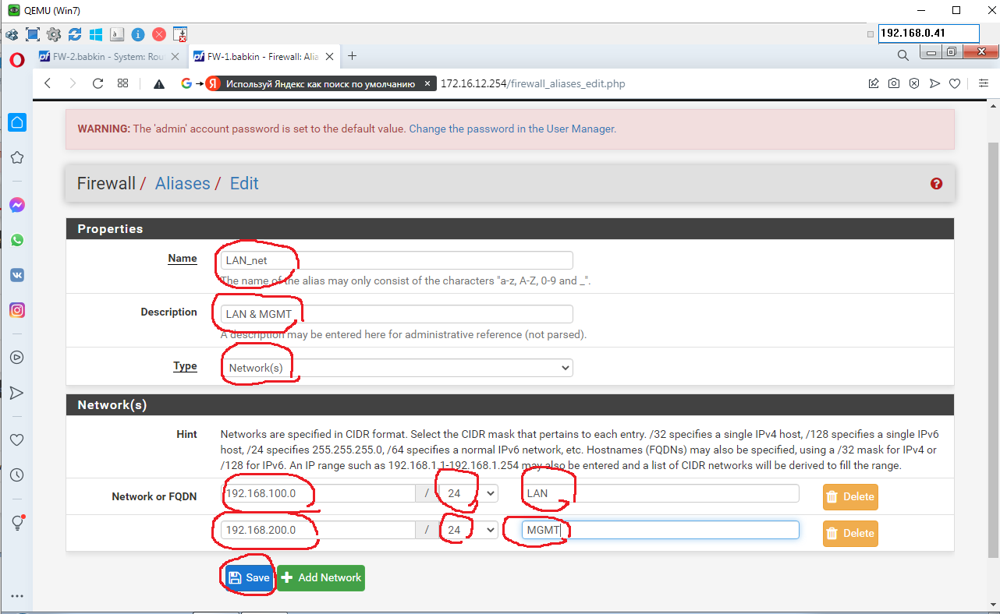 QEMU (Win7)
192.168.0.41
FW-2.babkin - System: Rou
FW-1.babkin - Firewall: Alia
Используй Яндекс как поиск по умолчанию
172.16.12.254/firewall_aliases_edit.php
WARNING: The 'admin' account password is set to the default value. Change the password in the User Manager.
Firewall / Aliases / Edit
Properties
Name
LAN_net
The name of the alias may only consist of the characters "a-z, A-Z, 0-9 and _".
Description
LAN & MGMT
A description may be entered here for administrative reference (not parsed).
Type
Network(s)
Network(s)
Hint
Networks are specified in CIDR format. Select the CIDR mask that pertains to each entry. /32 specifies a single IPv4 host, /128 specifies a single IPv6
host, /24 specifies 255.255.255.0, /64 specifies a normal IPv6 network, etc. Hostnames (FQDNs) may also be specified, using a /32 mask for IPv4 or
/128 for IPv6. An IP range such as 192.168.1.1-192.168.1.254 may also be entered and a list of CIDR networks will be derived to fill the range.
Network or FQDN
192.168.100.0 / 24 LAN Delete
192.168.200.0 / 24 MGMT Delete
Save
Add Network